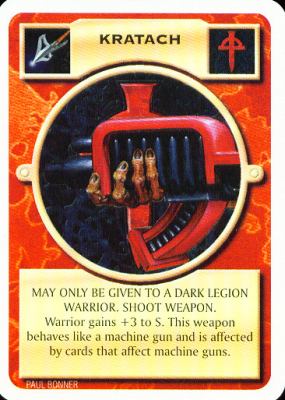 KRATACH
MAY ONLY BE GIVEN TO A DARK LEGION
WARRIOR. SHOOT WEAPON.
Warrior gains +3 to S. This weapon
behaves like a machine gun and is affected
by cards that affect machine guns.
PAUL BONNER